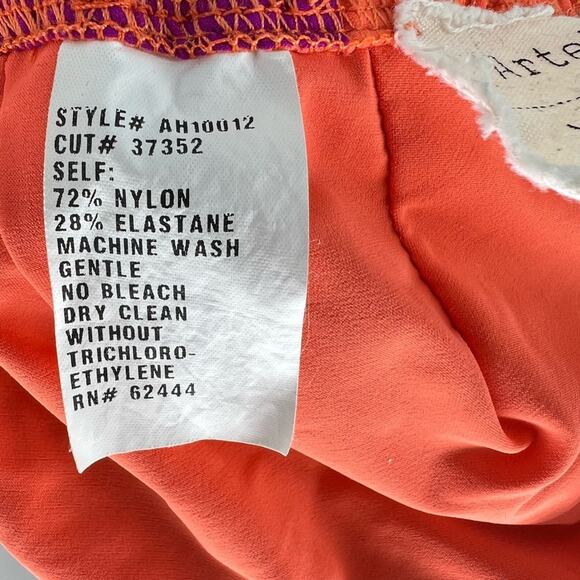 STYLE# AH10012
CUT# 37352
SELF:
72% NYLON
28% ELASTANE
MACHINE WASH
GENTLE
NO BLEACH
DRY CLEAN
WITHOUT
TRICHLORO-
ETHYLENE
RN# 62444
Arte